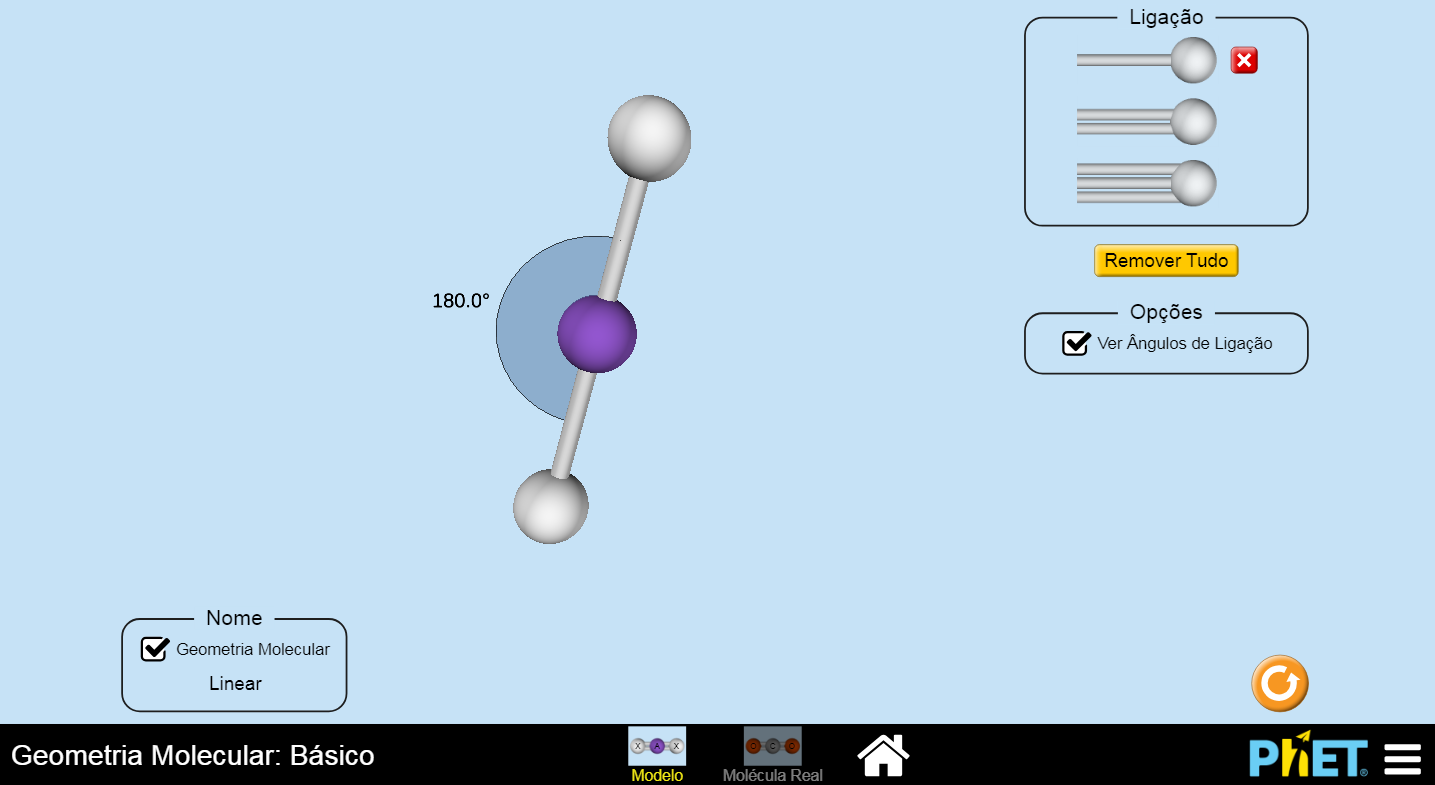 Ligação
Remover Tudo
Opções
Ver Ângulos de Ligação
180.0°
Nome
Geometria Molecular
Linear
Geometria Molecular: Básico
X A X
Modelo
O C O
Molécula Real
PhET®